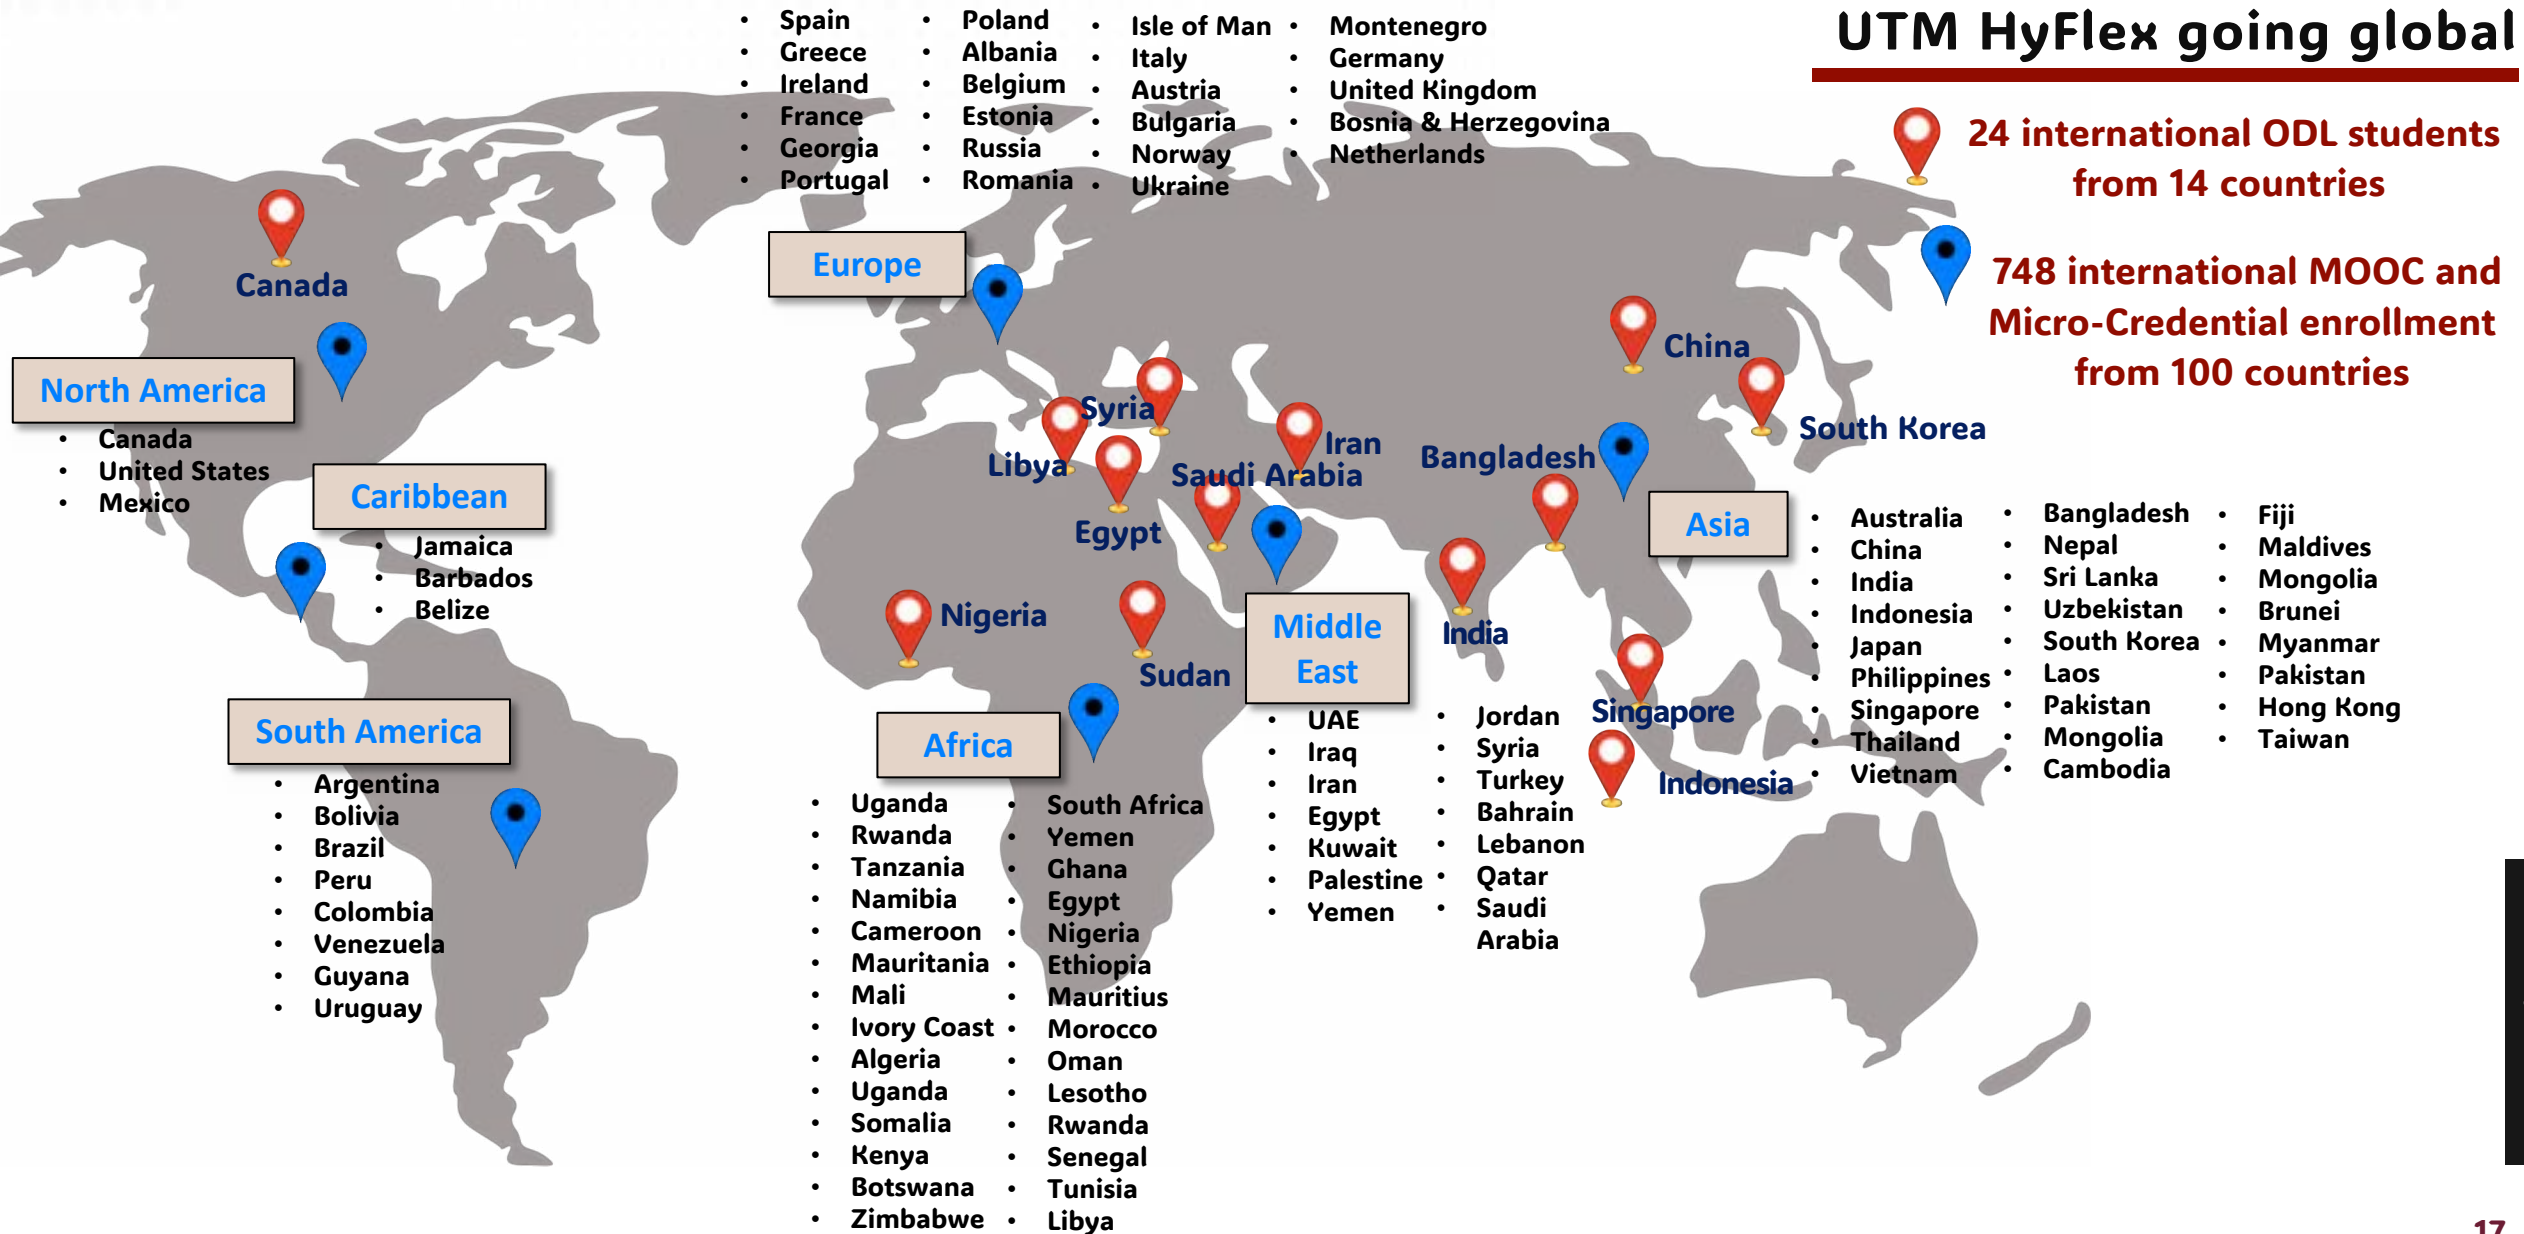 UTM HyFlex going global
24 international ODL students
from 14 countries
748 international MOOC and
Micro-Credential enrollment
from 100 countries
• Spain
• Greece
• Ireland
• France
• Georgia
• Portugal
• Poland
• Albania
• Belgium
• Estonia
• Russia
• Romania
• Isle of Man
• Italy
• Austria
• Bulgaria
• Norway
• Ukraine
• Montenegro
• Germany
• United Kingdom
• Bosnia & Herzegovina
• Netherlands
Europe
Canada
North America
• Canada
• United States
• Mexico
Caribbean
• Jamaica
• Barbados
• Belize
South America
• Argentina
• Bolivia
• Brazil
• Peru
• Colombia
• Venezuela
• Guyana
• Uruguay
Syria
Libya
Egypt
Saudi Arabia
Iran
Bangladesh
China
South Korea
Nigeria
Sudan
India
Singapore
Indonesia
Africa
• Uganda
• Rwanda
• Tanzania
• Namibia
• Cameroon
• Mauritania
• Mali
• Ivory Coast
• Algeria
• Uganda
• Somalia
• Kenya
• Botswana
• Zimbabwe
• South Africa
• Yemen
• Ghana
• Egypt
• Nigeria
• Ethiopia
• Mauritius
• Morocco
• Oman
• Lesotho
• Rwanda
• Senegal
• Tunisia
• Libya
Middle
East
• UAE
• Iraq
• Iran
• Egypt
• Kuwait
• Palestine
• Yemen
• Jordan
• Syria
• Turkey
• Bahrain
• Lebanon
• Qatar
• Saudi
Arabia
Asia
• Australia
• China
• India
• Indonesia
• Japan
• Philippines
• Singapore
• Thailand
• Vietnam
• Bangladesh
• Nepal
• Sri Lanka
• Uzbekistan
• South Korea
• Laos
• Pakistan
• Mongolia
• Cambodia
• Fiji
• Maldives
• Mongolia
• Brunei
• Myanmar
• Pakistan
• Hong Kong
• Taiwan
17